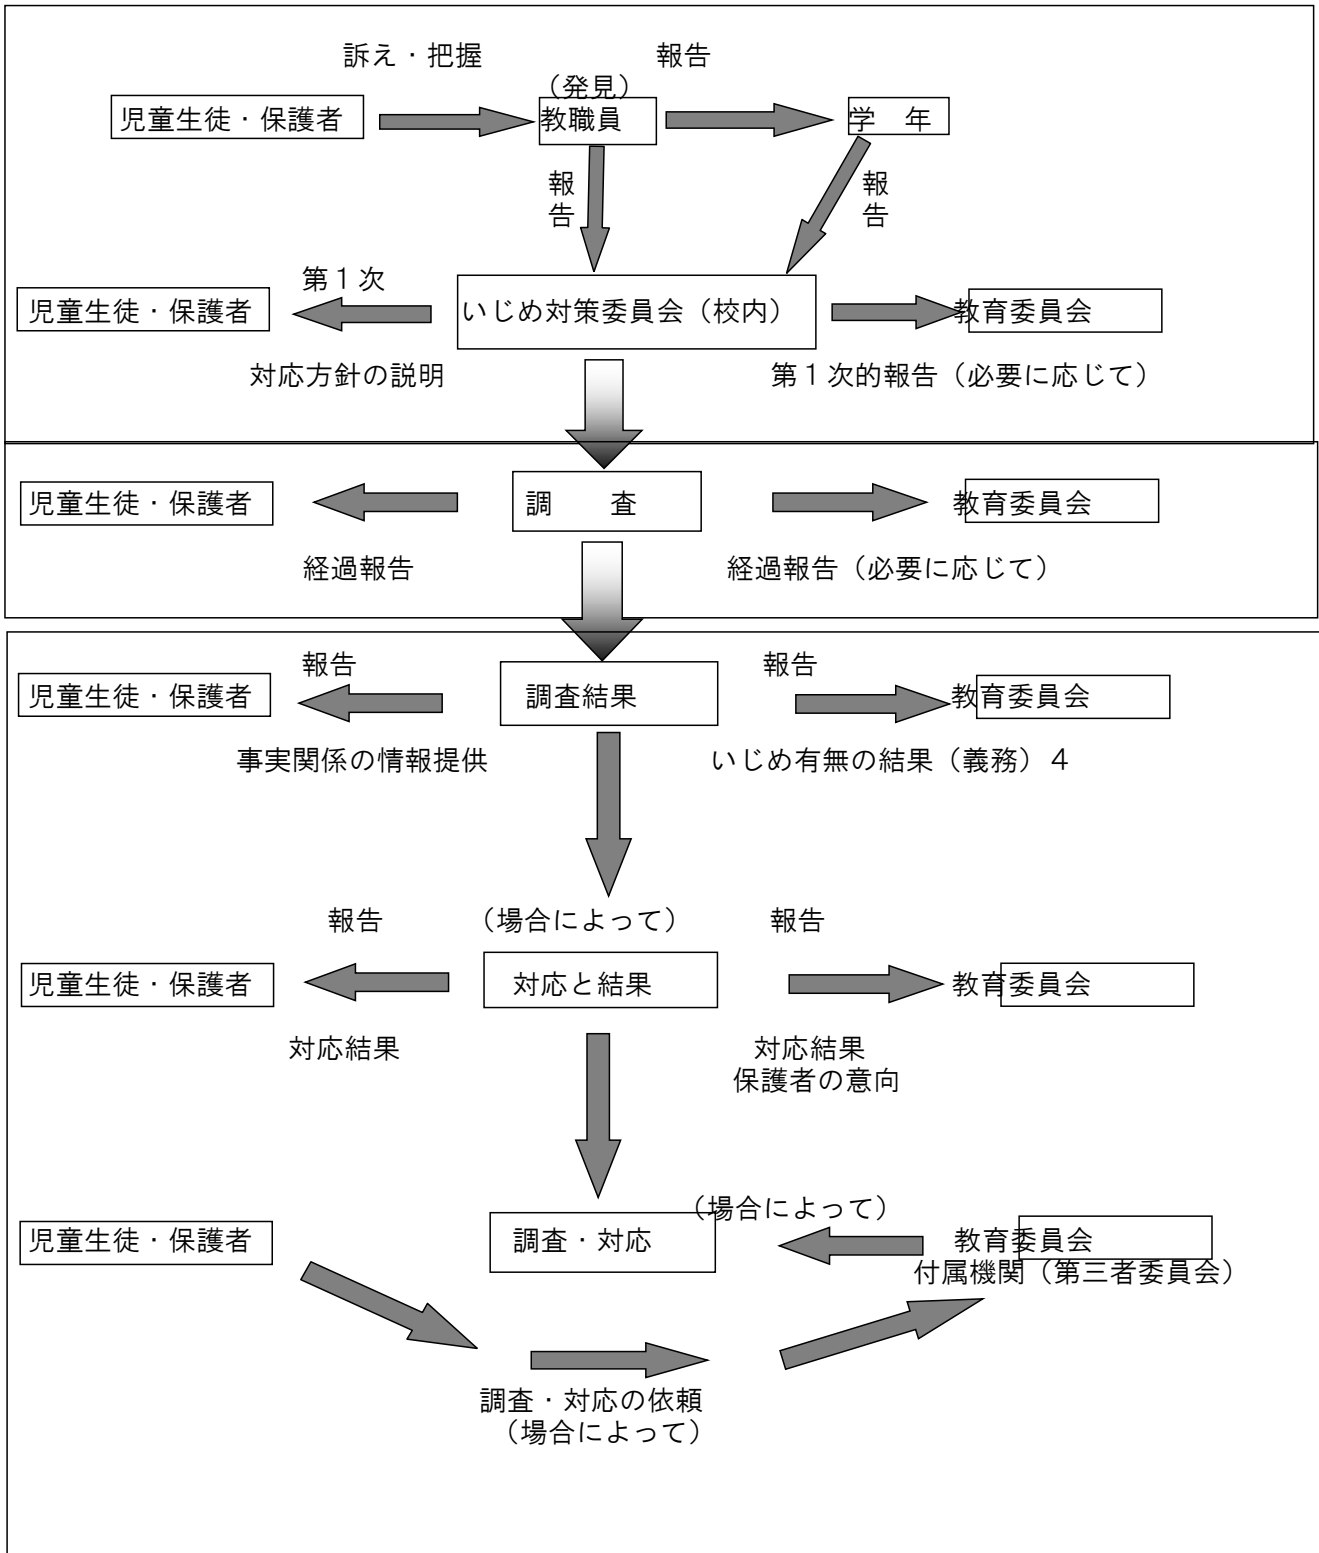 訴え・把握
報告
（発見）
児童生徒・保護者
教職員
学　年
報
告
報
告
第１次
児童生徒・保護者
いじめ対策委員会（校内）
教育委員会
対応方針の説明
第１次的報告（必要に応じて）
児童生徒・保護者
調　　査
教育委員会
経過報告
経過報告（必要に応じて）
報告
報告
児童生徒・保護者
調査結果
教育委員会
事実関係の情報提供
いじめ有無の結果（義務）４
報告
（場合によって）
報告
児童生徒・保護者
対応と結果
教育委員会
対応結果
対応結果
保護者の意向
（場合によって）
児童生徒・保護者
調査・対応
教育委員会
付属機関（第三者委員会）
調査・対応の依頼
（場合によって）